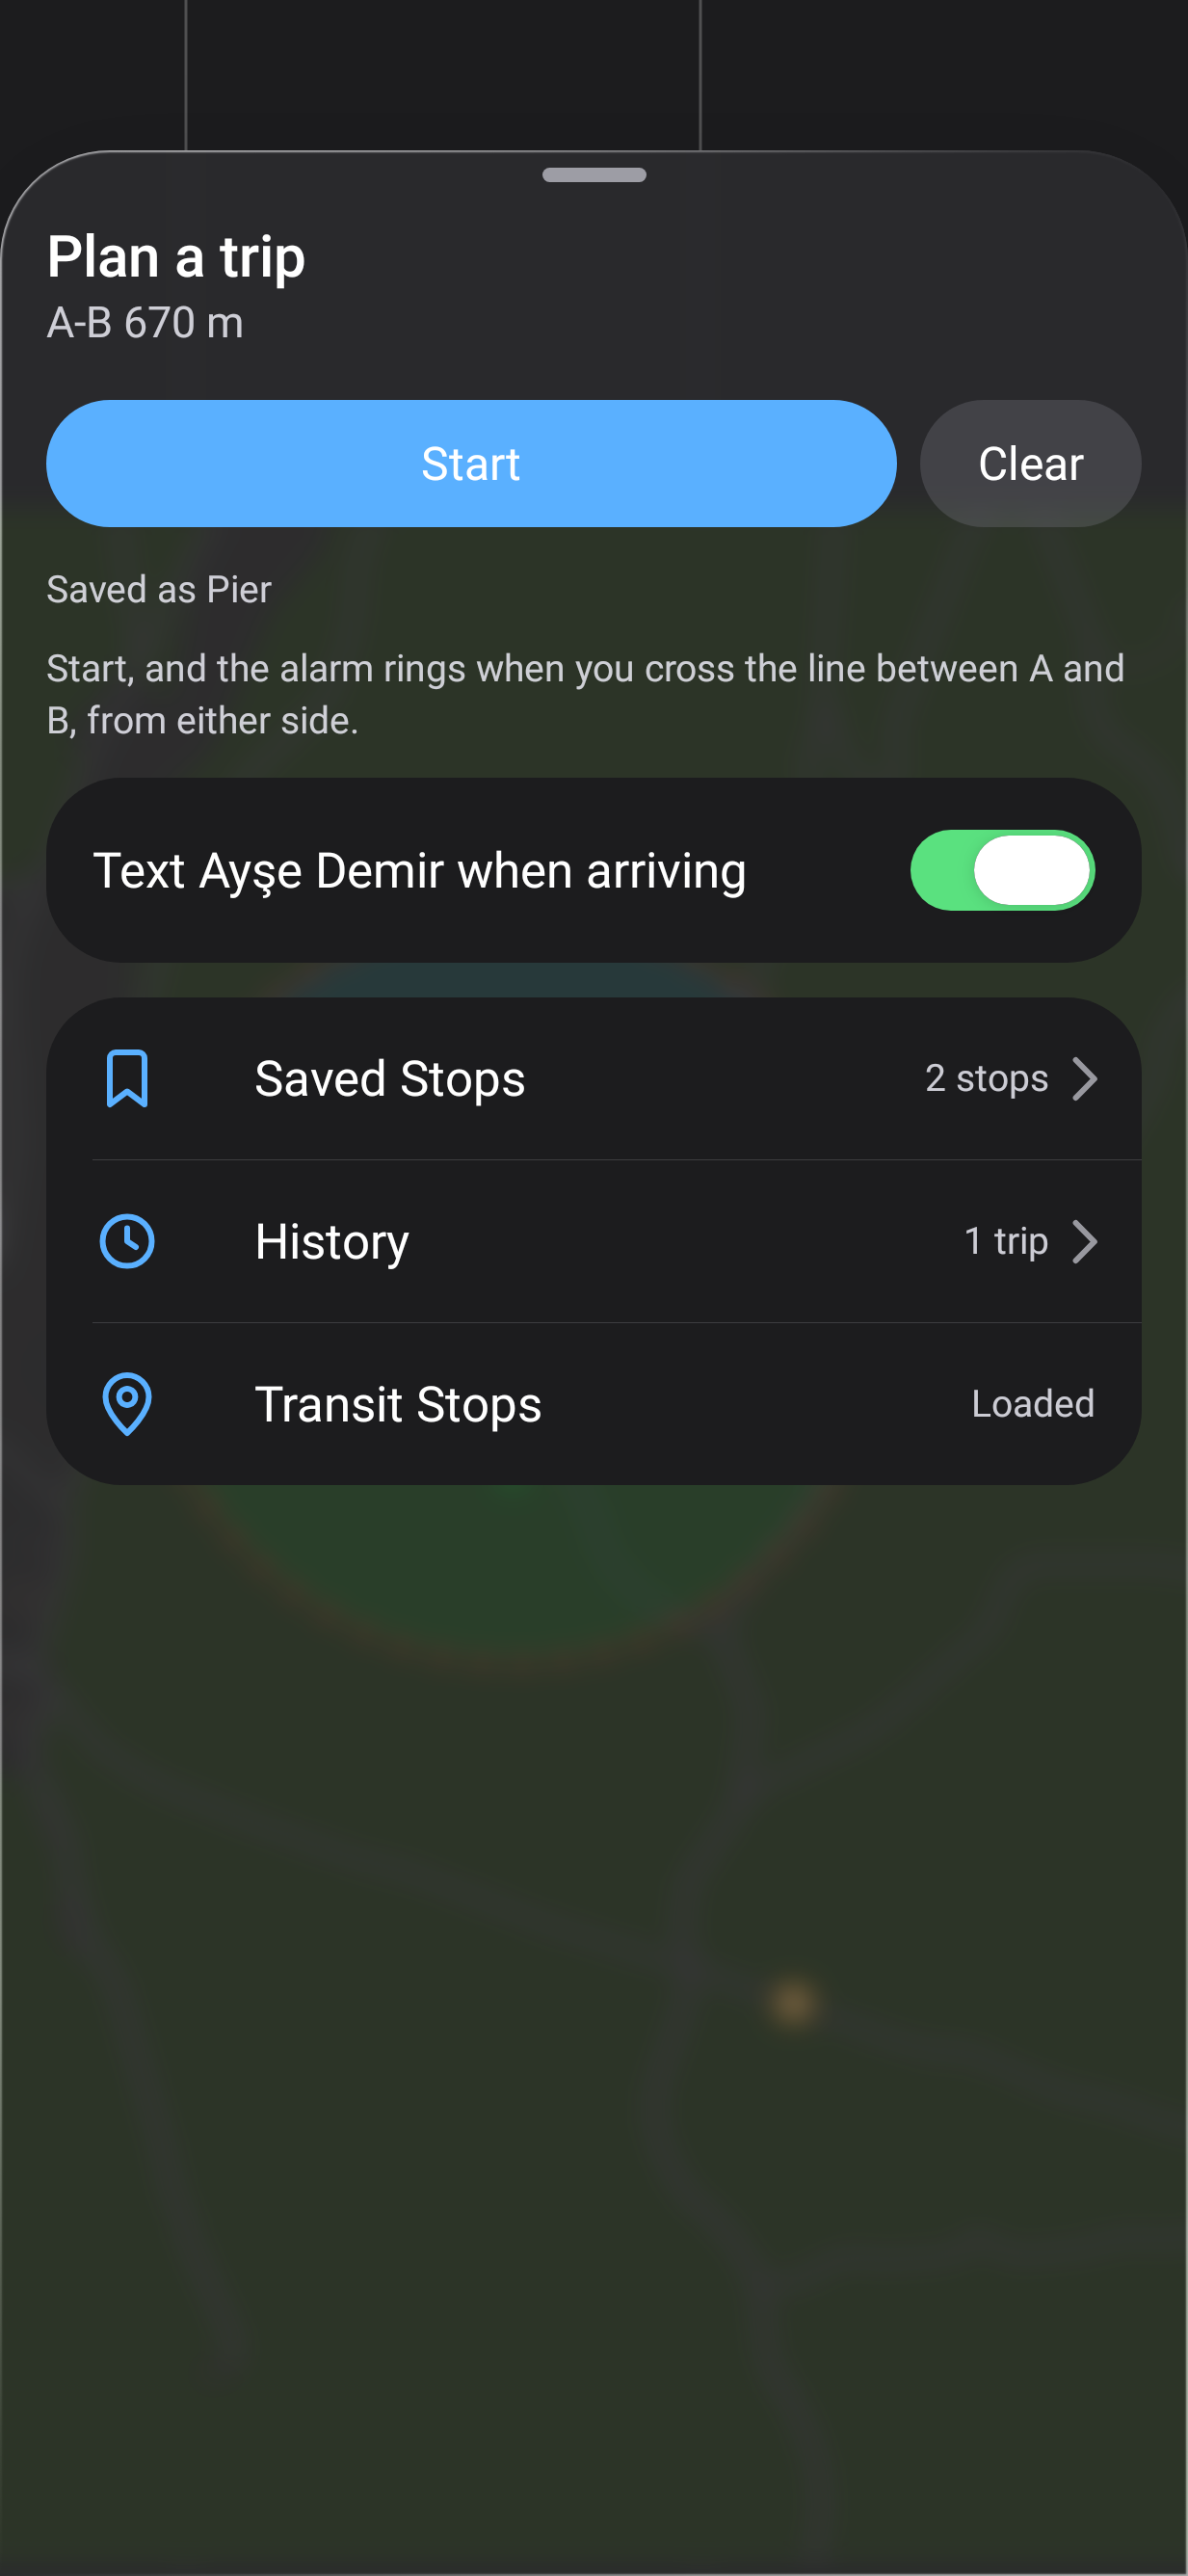 Plan a trip
A-B 670 m
Start
Clear
Saved as Pier
Start, and the alarm rings when you cross the line between A and
B, from either side.
Text Ayşe Demir when arriving
Saved Stops
2 stops
History
1 trip
Transit Stops
Loaded